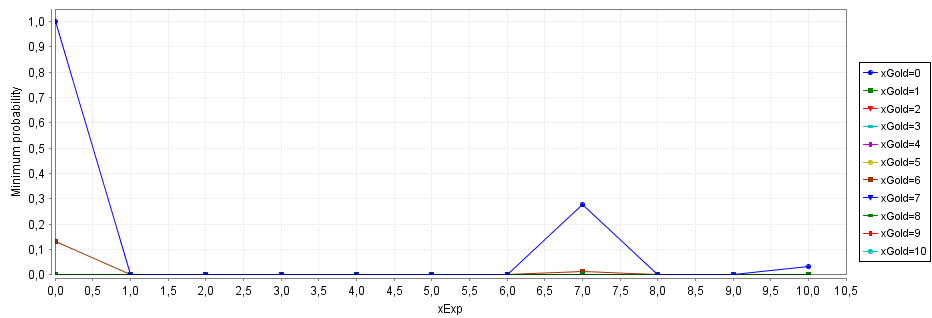 1,0
0,9
0,8
0,7
0,6
0,5
0,4
0,3
0,2
0,1
0,0
Minimum probability
0,0 0,5 1,0 1,5 2,0 2,5 3,0 3,5 4,0 4,5 5,0 5,5 6,0 6,5 7,0 7,5 8,0 8,5 9,0 9,5 10,0 10,5
xExp
xGold=0
xGold=1
xGold=2
xGold=3
xGold=4
xGold=5
xGold=6
xGold=7
xGold=8
xGold=9
xGold=10